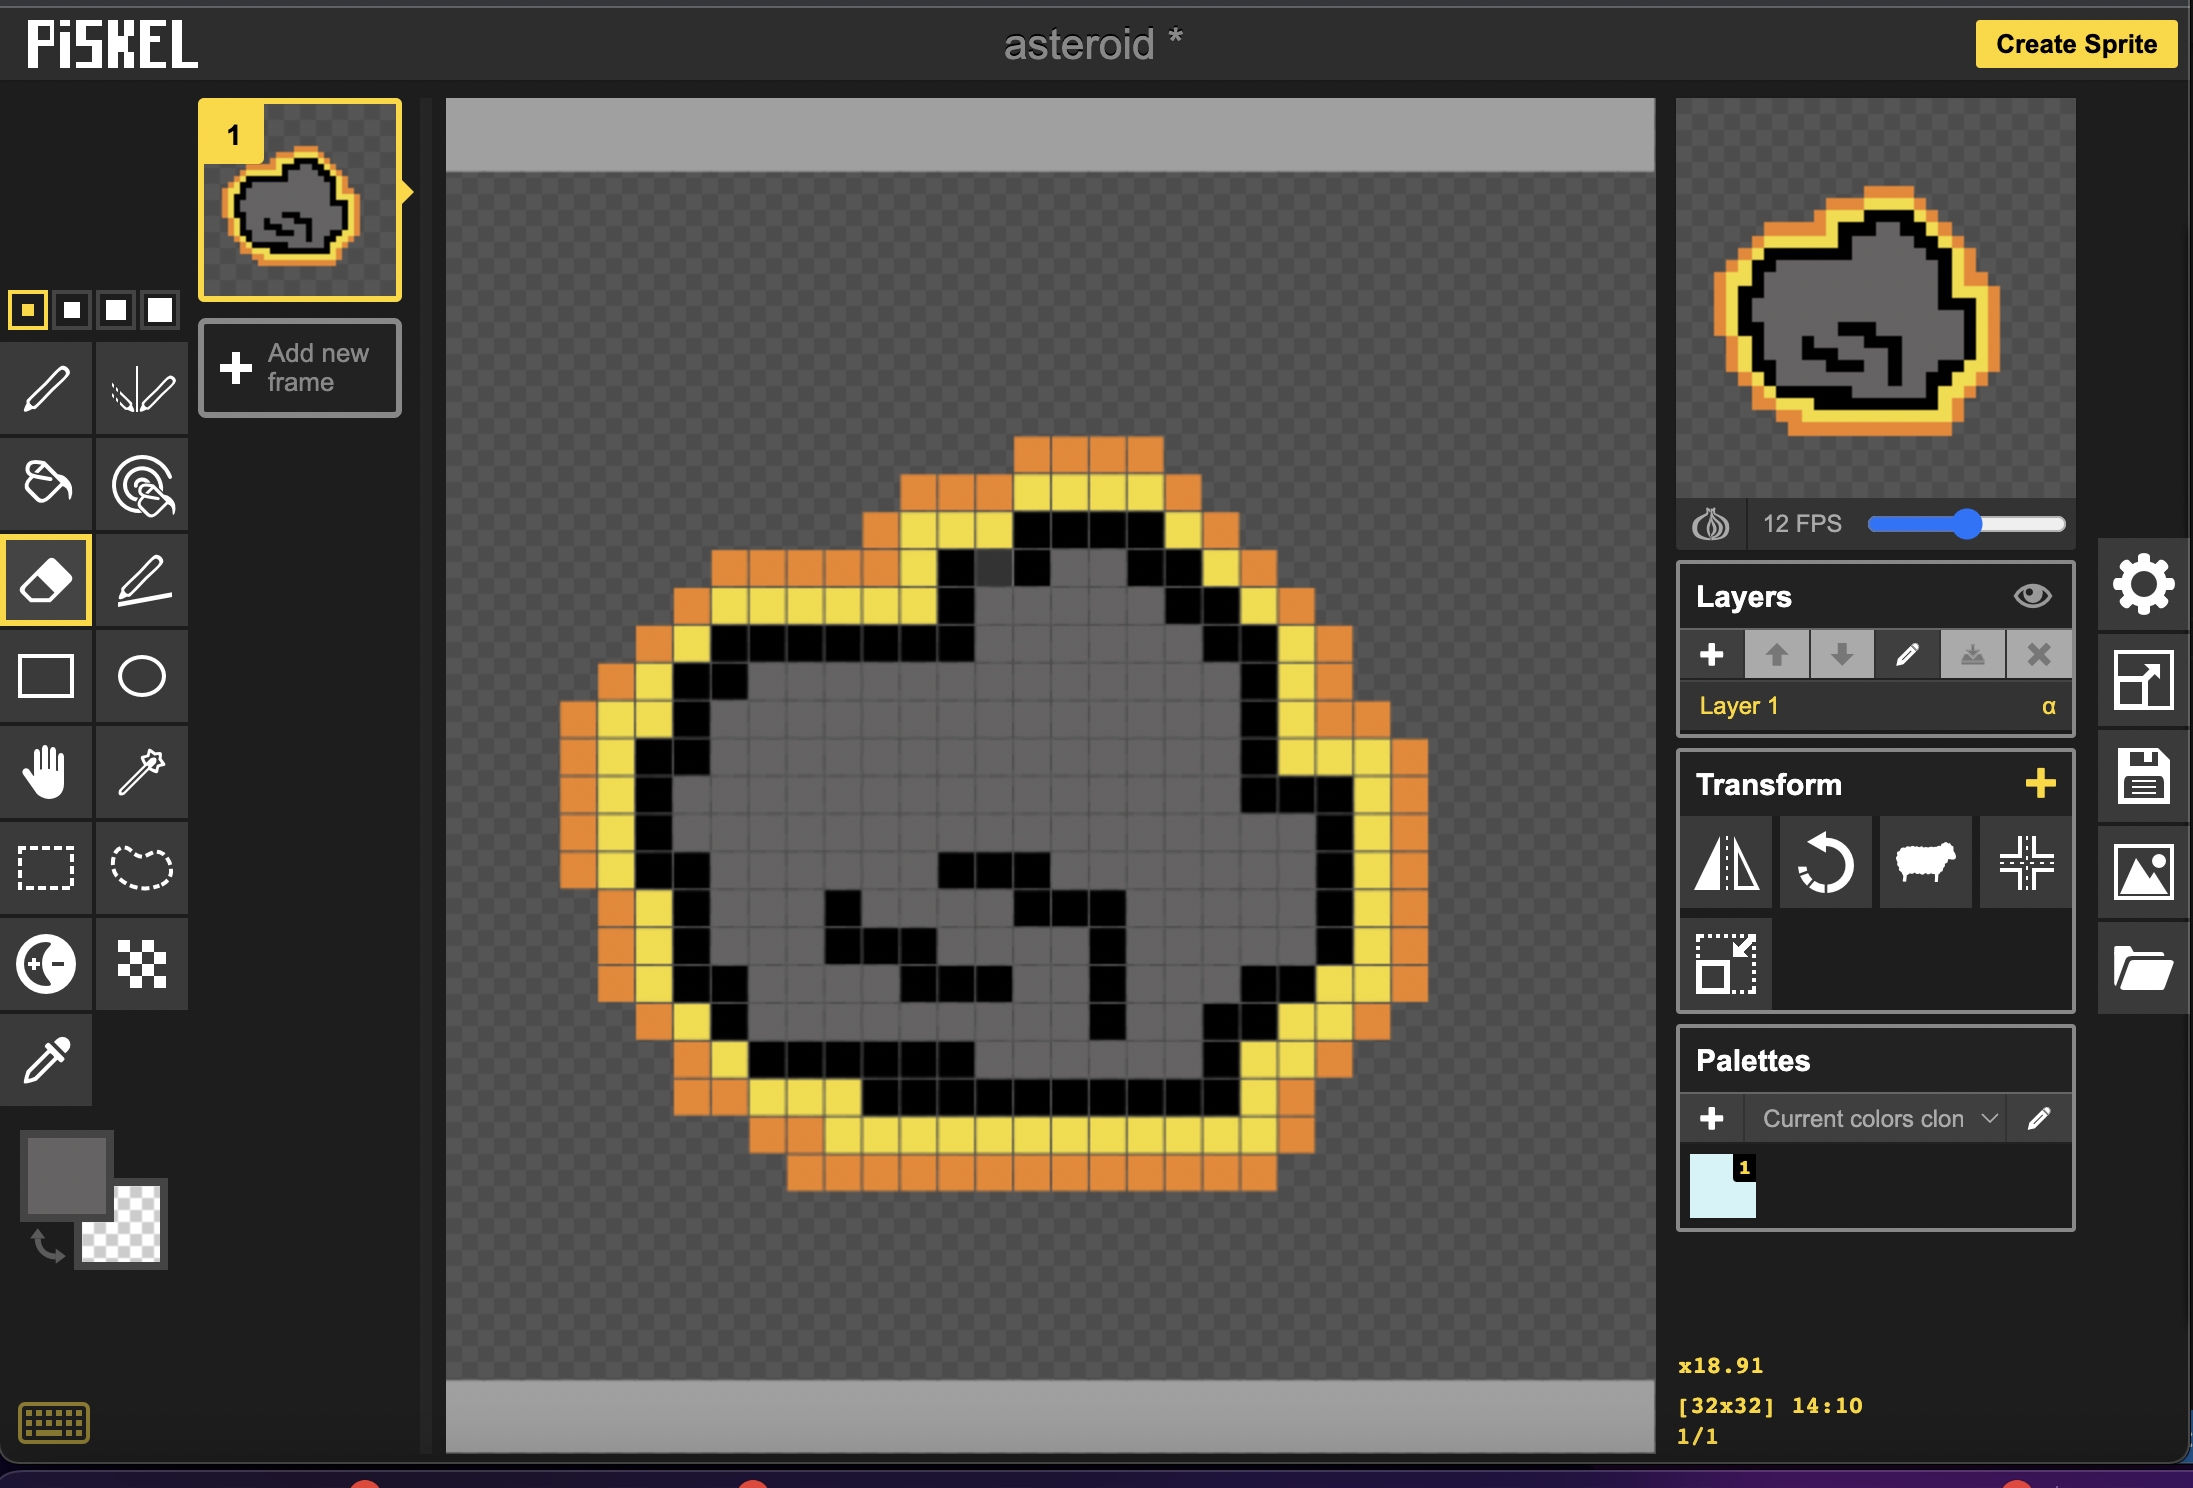 PiSKEL
asteroid *
Create Sprite
1
Add new
frame
12 FPS
Layers
Layer 1
α
Transform
Palettes
Current colors clon
1
x18.91
[32x32] 14:10
1/1